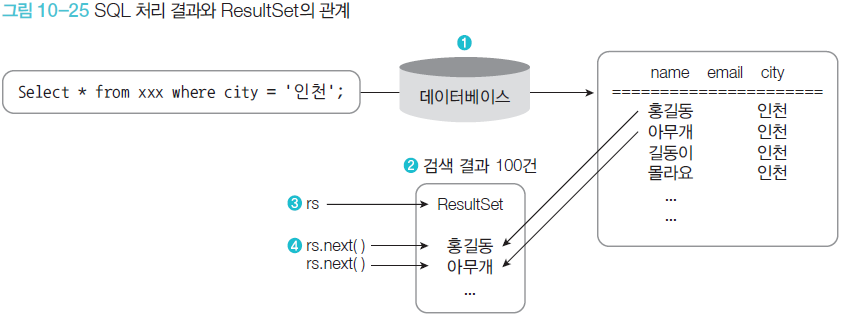 그림 10-25 SQL 처리 결과와 ResultSet의 관계
Select * from xxx where city = '인천';
❶
데이터베이스
name email city
=======================
홍길동 인천
아무개 인천
길동이 인천
몰라요 인천
...
...
❷ 검색 결과 100건
❸ rs
ResultSet
❹ rs.next( )
홍길동
rs.next( )
아무개
...